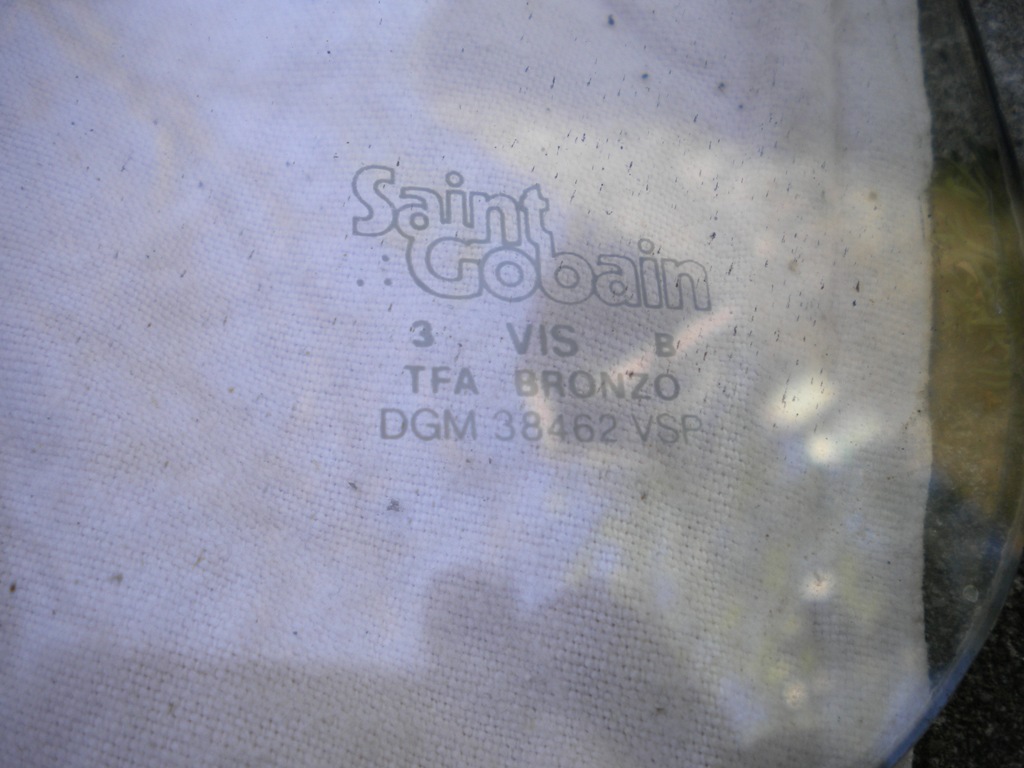 Saint
Gobain
3 VIS B
TFA BRONZO
DGM 38462 VSP